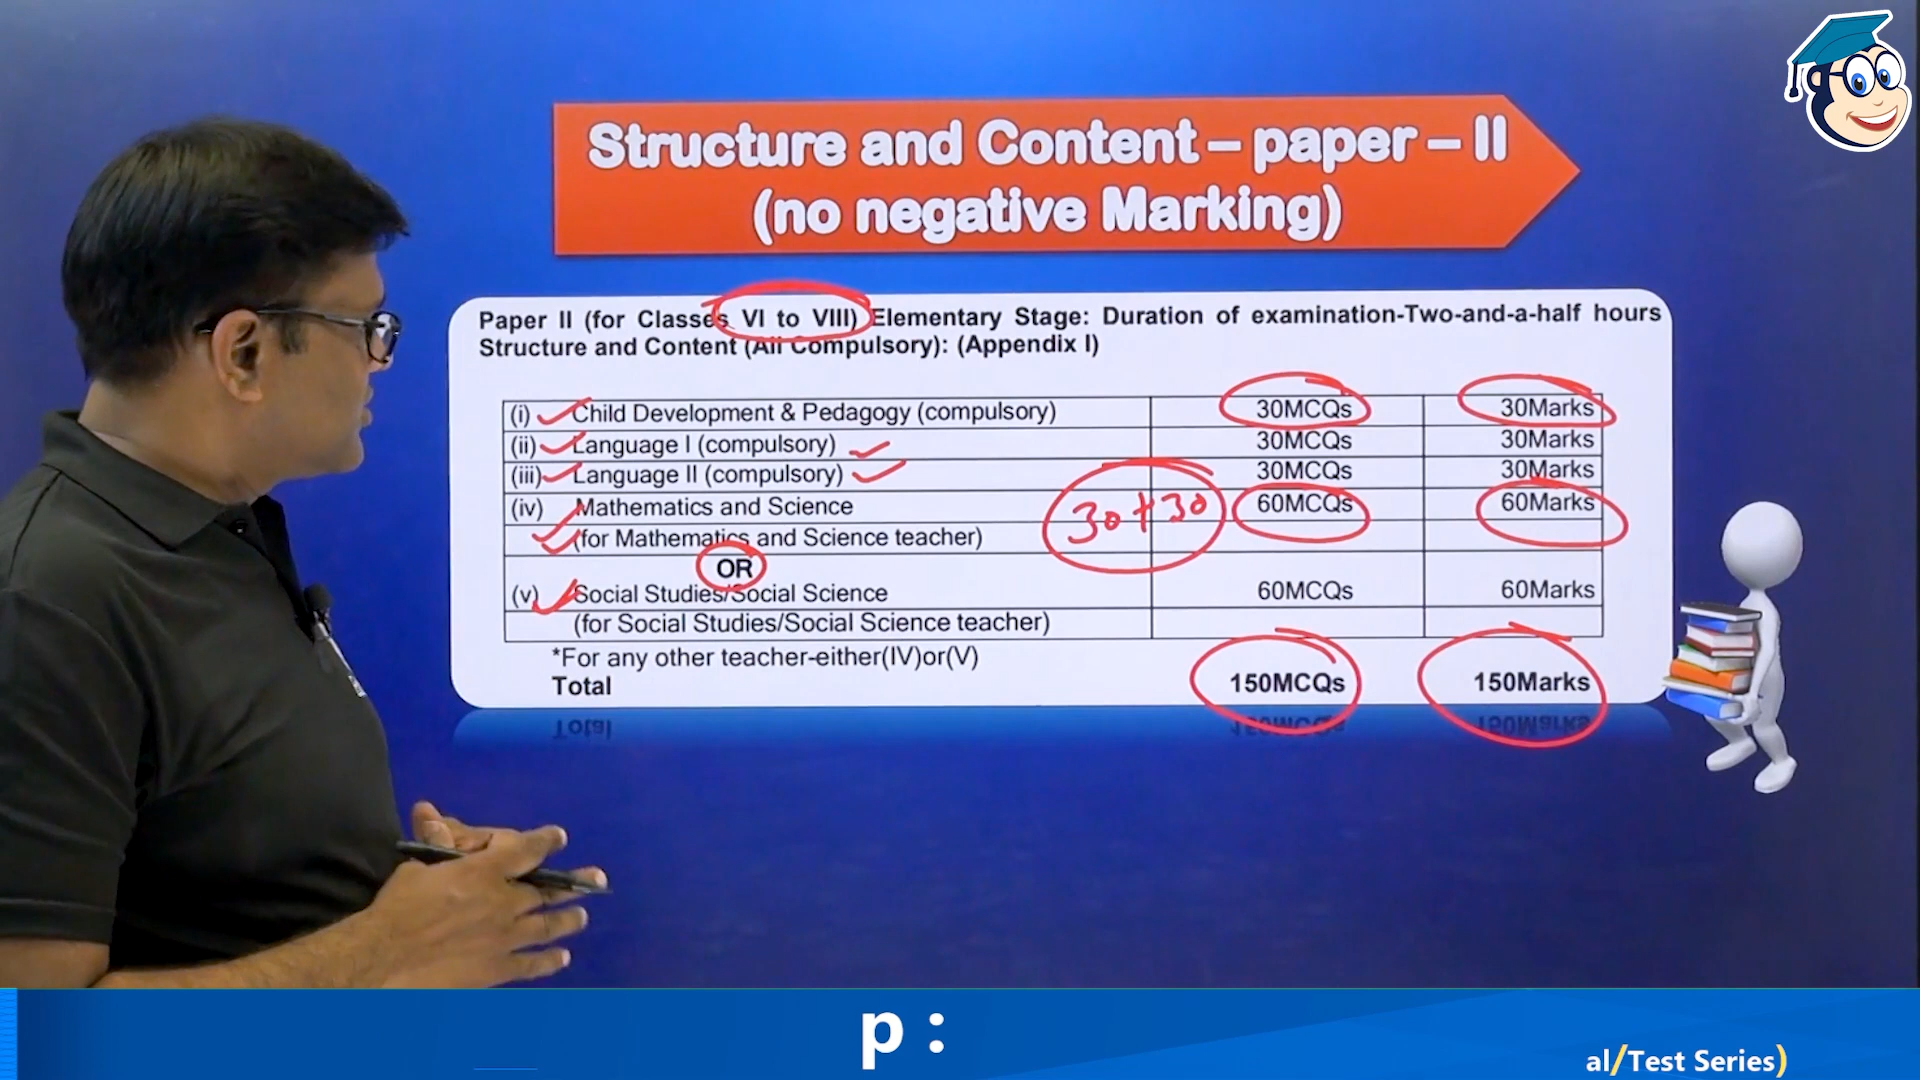 Structure and Content – paper – II
(no negative Marking)
Paper II (for Classes VI to VIII) Elementary Stage: Duration of examination-Two-and-a-half hours
Structure and Content (All Compulsory): (Appendix I)
(i) Child Development & Pedagogy (compulsory) 30MCQs 30Marks
(ii) Language I (compulsory) 30MCQs 30Marks
(iii) Language II (compulsory) 30MCQs 30Marks
(iv) Mathematics and Science 60MCQs 60Marks
30+30
(for Mathematics and Science teacher)
OR
(v) Social Studies/Social Science 60MCQs 60Marks
(for Social Studies/Social Science teacher)
*For any other teacher-either(IV)or(V)
Total 150MCQs 150Marks
p :
al/Test Series)